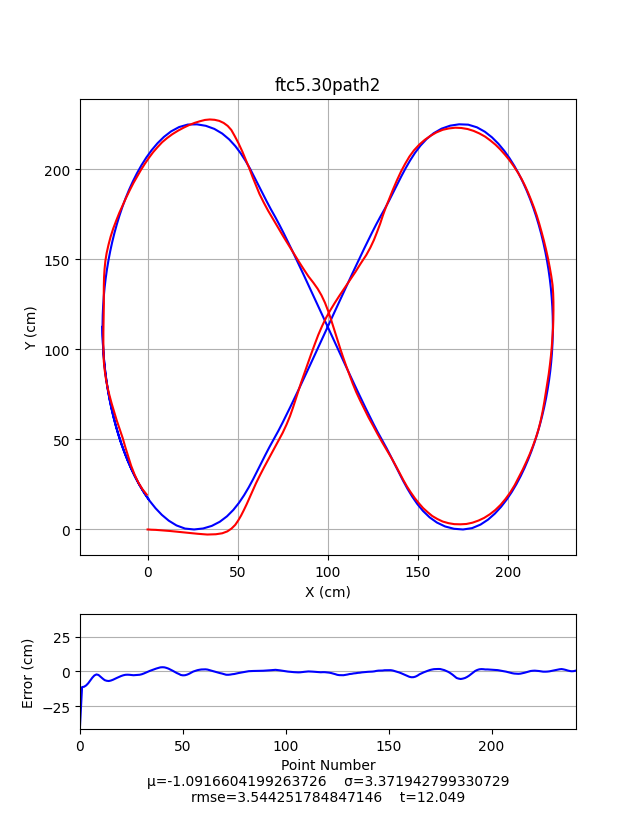 ftc5.30path2
200
150
100
50
0
Y (cm)
0 50 100 150 200
X (cm)
25
0
−25
Error (cm)
0 50 100 150 200
Point Number
μ=-1.0916604199263726 σ=3.371942799330729
rmse=3.544251784847146 t=12.049